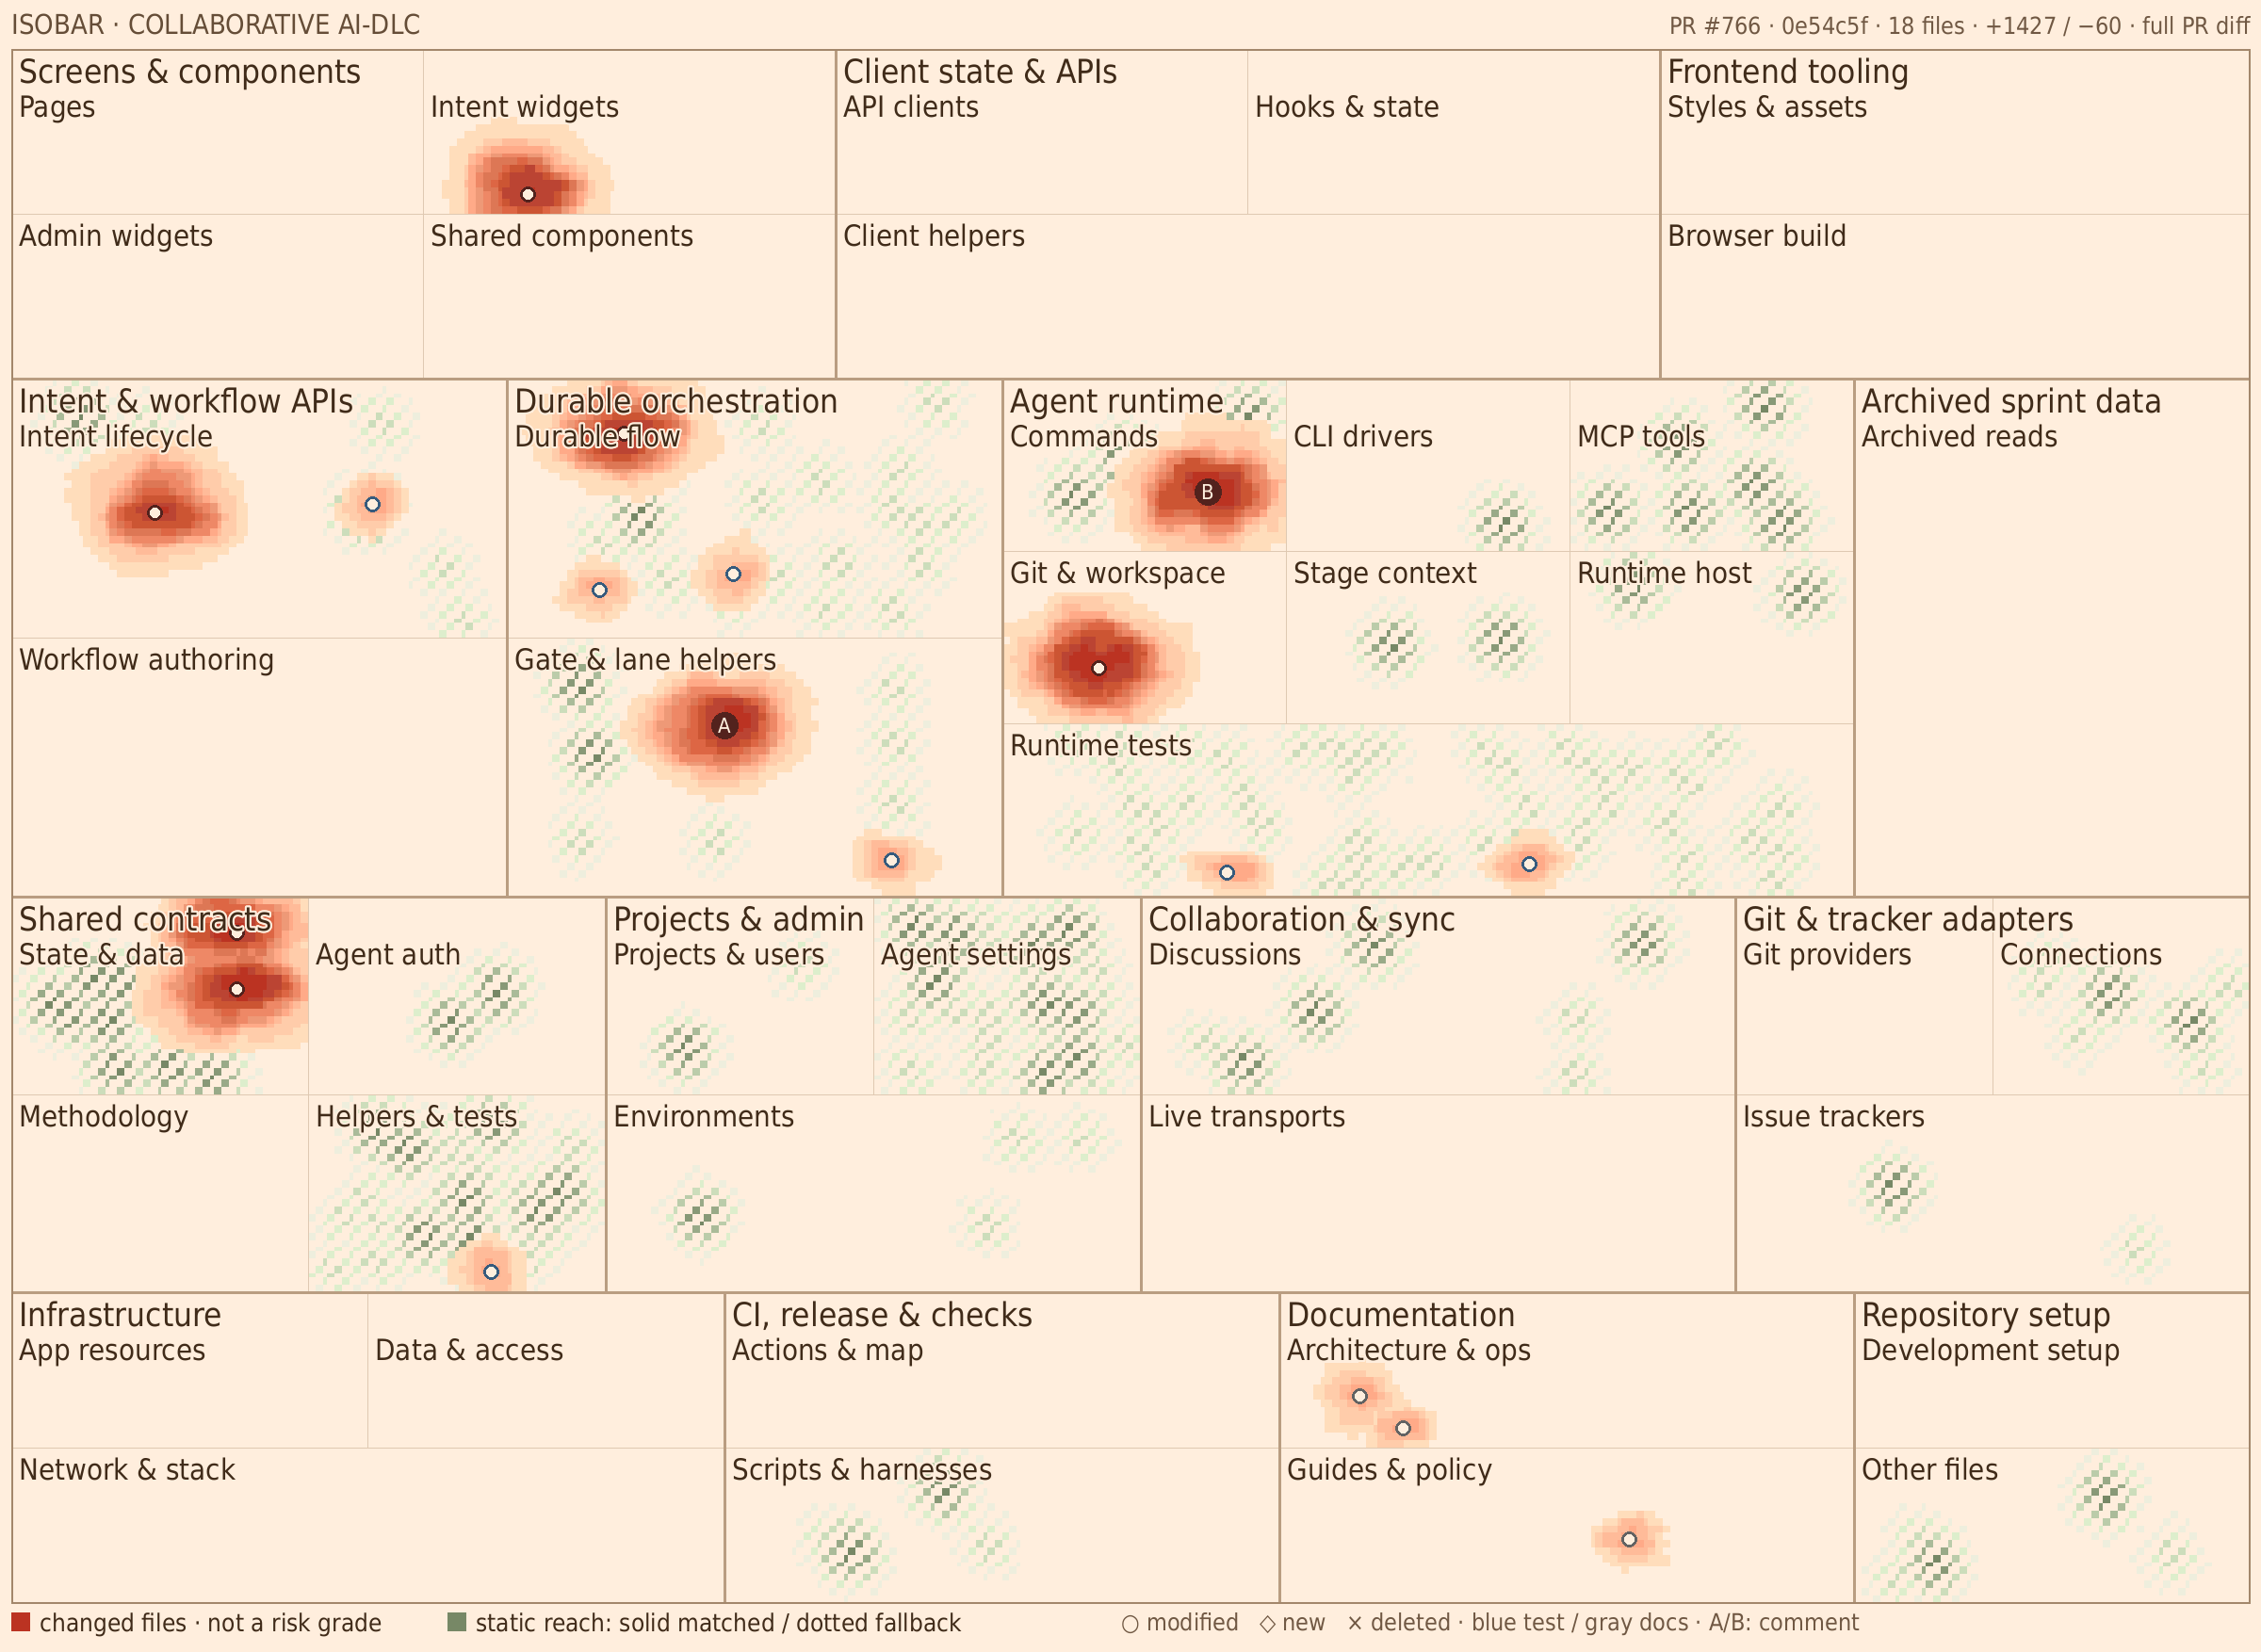 ISOBAR · COLLABORATIVE AI-DLC
PR #766 · 0e54c5f · 18 files · +1427 / −60 · full PR diff
Screens & components
Pages
Intent widgets
Client state & APIs
API clients
Hooks & state
Frontend tooling
Styles & assets
Admin widgets
Shared components
Client helpers
Browser build
Intent & workflow APIs
Intent lifecycle
Durable orchestration
Durable flow
Agent runtime
Commands
CLI drivers
MCP tools
Archived sprint data
Archived reads
B
Git & workspace
Stage context
Runtime host
Workflow authoring
Gate & lane helpers
A
Runtime tests
Shared contracts
State & data
Agent auth
Projects & admin
Projects & users
Agent settings
Collaboration & sync
Discussions
Git & tracker adapters
Git providers
Connections
Methodology
Helpers & tests
Environments
Live transports
Issue trackers
Infrastructure
App resources
Data & access
CI, release & checks
Actions & map
Documentation
Architecture & ops
Repository setup
Development setup
Network & stack
Scripts & harnesses
Guides & policy
Other files
changed files · not a risk grade
static reach: solid matched / dotted fallback
○ modified ◇ new × deleted · blue test / gray docs · A/B: comment